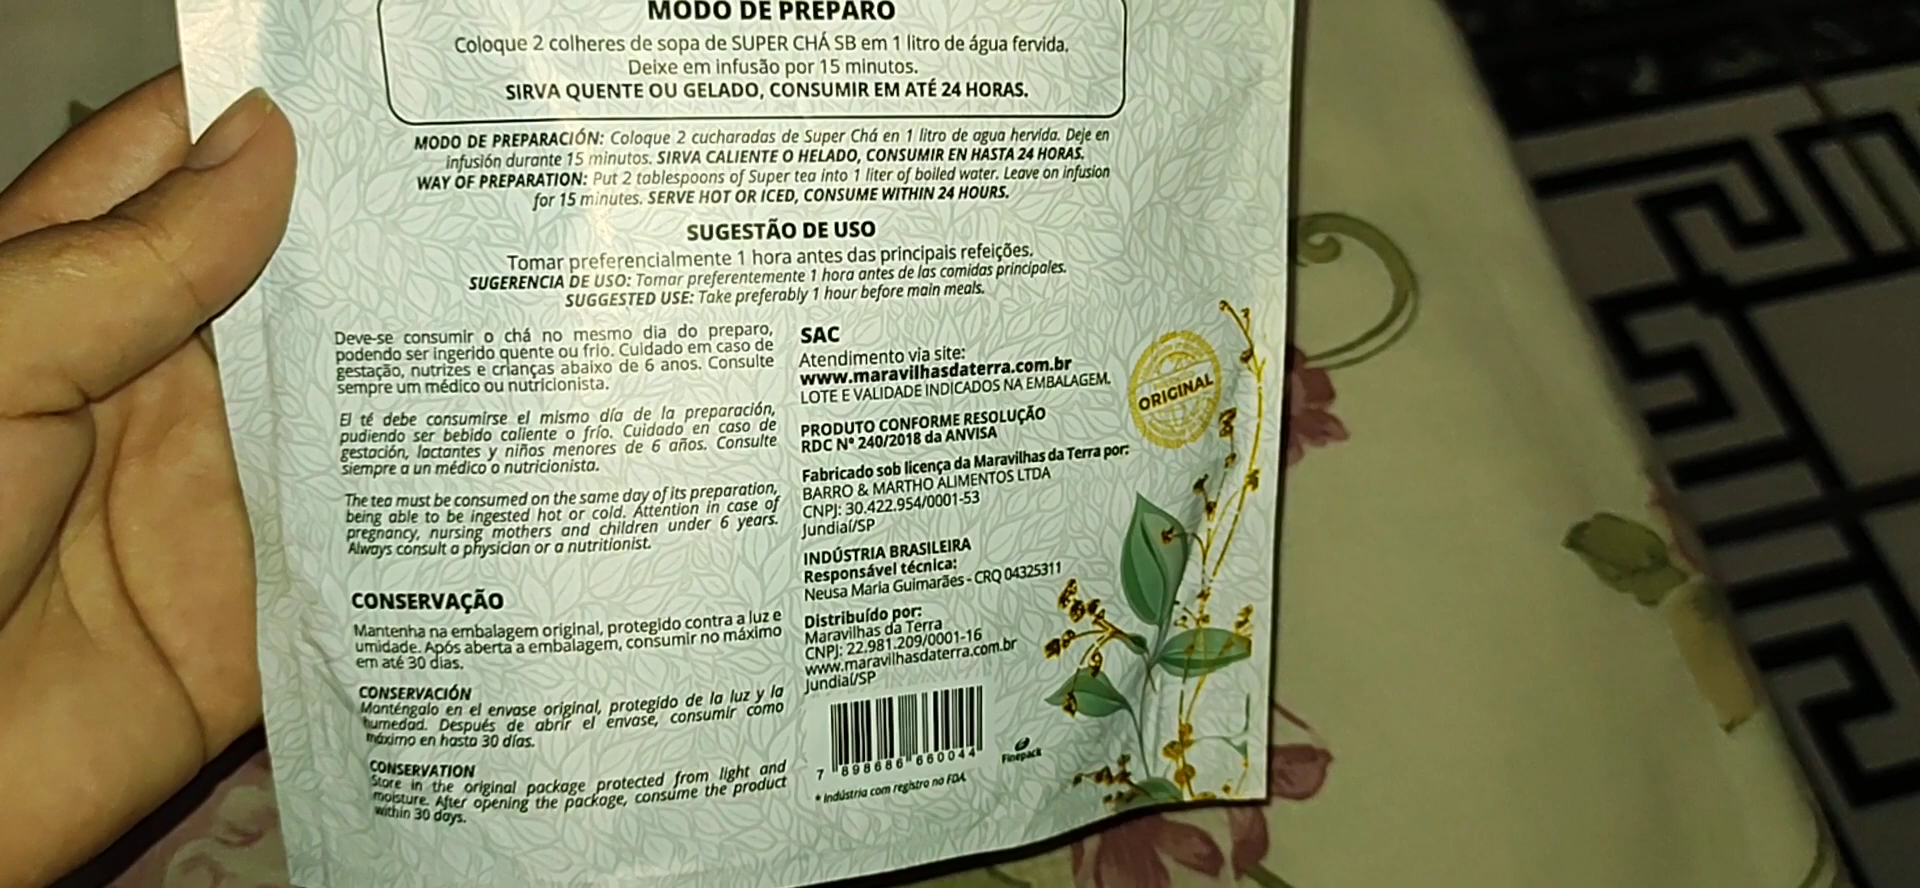 MODO DE PREPARO
Coloque 2 colheres de sopa de SUPER CHÁ SB em 1 litro de água fervida.
Deixe em infusão por 15 minutos.
SIRVA QUENTE OU GELADO, CONSUMIR EM ATÉ 24 HORAS.
MODO DE PREPARACIÓN: Coloque 2 cucharadas de Super Chá en 1 litro de agua hervida. Deje en
infusión durante 15 minutos. SIRVA CALIENTE O HELADO, CONSUMIR EN HASTA 24 HORAS.
WAY OF PREPARATION: Put 2 tablespoons of Super tea into 1 liter of boiled water. Leave on infusion
for 15 minutes. SERVE HOT OR ICED, CONSUME WITHIN 24 HOURS.
SUGESTÃO DE USO
Tomar preferencialmente 1 hora antes das principais refeições.
SUGERENCIA DE USO: Tomar preferentemente 1 hora antes de las comidas principales.
SUGGESTED USE: Take preferably 1 hour before main meals.
Deve-se consumir o chá no mesmo dia do preparo,
podendo ser ingerido quente ou frio. Cuidado em caso de
gestação, nutrizes e crianças abaixo de 6 anos. Consulte
sempre um médico ou nutricionista.
El té debe consumirse el mismo día de la preparación,
pudiendo ser bebido caliente o frío. Cuidado en caso de
gestación, lactantes y niños menores de 6 años. Consulte
siempre a un médico o nutricionista.
The tea must be consumed on the same day of its preparation,
being able to be ingested hot or cold. Attention in case of
pregnancy, nursing mothers and children under 6 years.
Always consult a physician or a nutritionist.
CONSERVAÇÃO
Mantenha na embalagem original, protegido contra a luz e
umidade. Após aberta a embalagem, consumir no máximo
em até 30 dias.
CONSERVACIÓN
Manténgalo en el envase original, protegido de la luz y la
humedad. Después de abrir el envase, consumir como
máximo en hasta 30 días.
CONSERVATION
Store in the original package protected from light and
moisture. After opening the package, consume the product
within 30 days.
SAC
Atendimento via site:
www.maravilhasdaterra.com.br
LOTE E VALIDADE INDICADOS NA EMBALAGEM.
PRODUTO CONFORME RESOLUÇÃO
RDC Nº 240/2018 da ANVISA
Fabricado sob licença da Maravilhas da Terra por:
BARRO & MARTHO ALIMENTOS LTDA
CNPJ: 30.422.954/0001-53
Jundiaí/SP
INDÚSTRIA BRASILEIRA
Responsável técnica:
Neusa Maria Guimarães - CRQ 04325311
Distribuído por:
Maravilhas da Terra
CNPJ: 22.981.209/0001-16
www.maravilhasdaterra.com.br
Jundiaí/SP
7 898686 660044
* Indústria com registro no FDA
Finepack
ORIGINAL